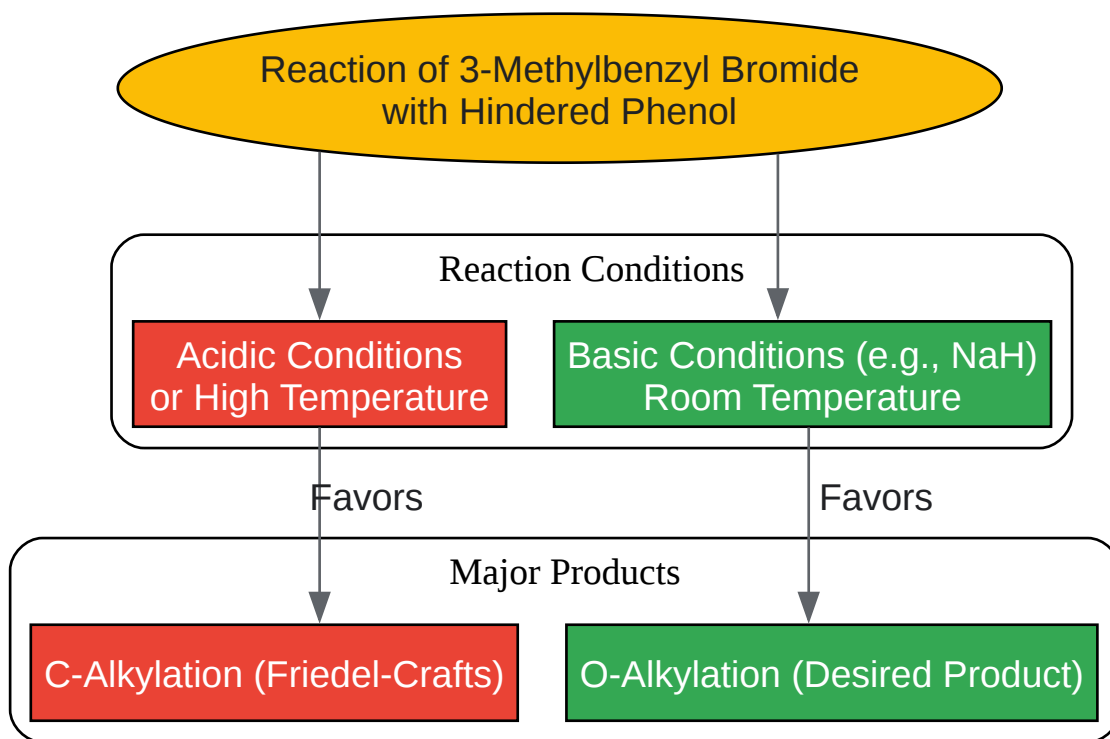 Reaction of 3-Methylbenzyl Bromide
with Hindered Phenol
Reaction Conditions
Acidic Conditions
or High Temperature
Basic Conditions (e.g., NaH)
Room Temperature
Favors
Favors
Major Products
C-Alkylation (Friedel-Crafts)
O-Alkylation (Desired Product)